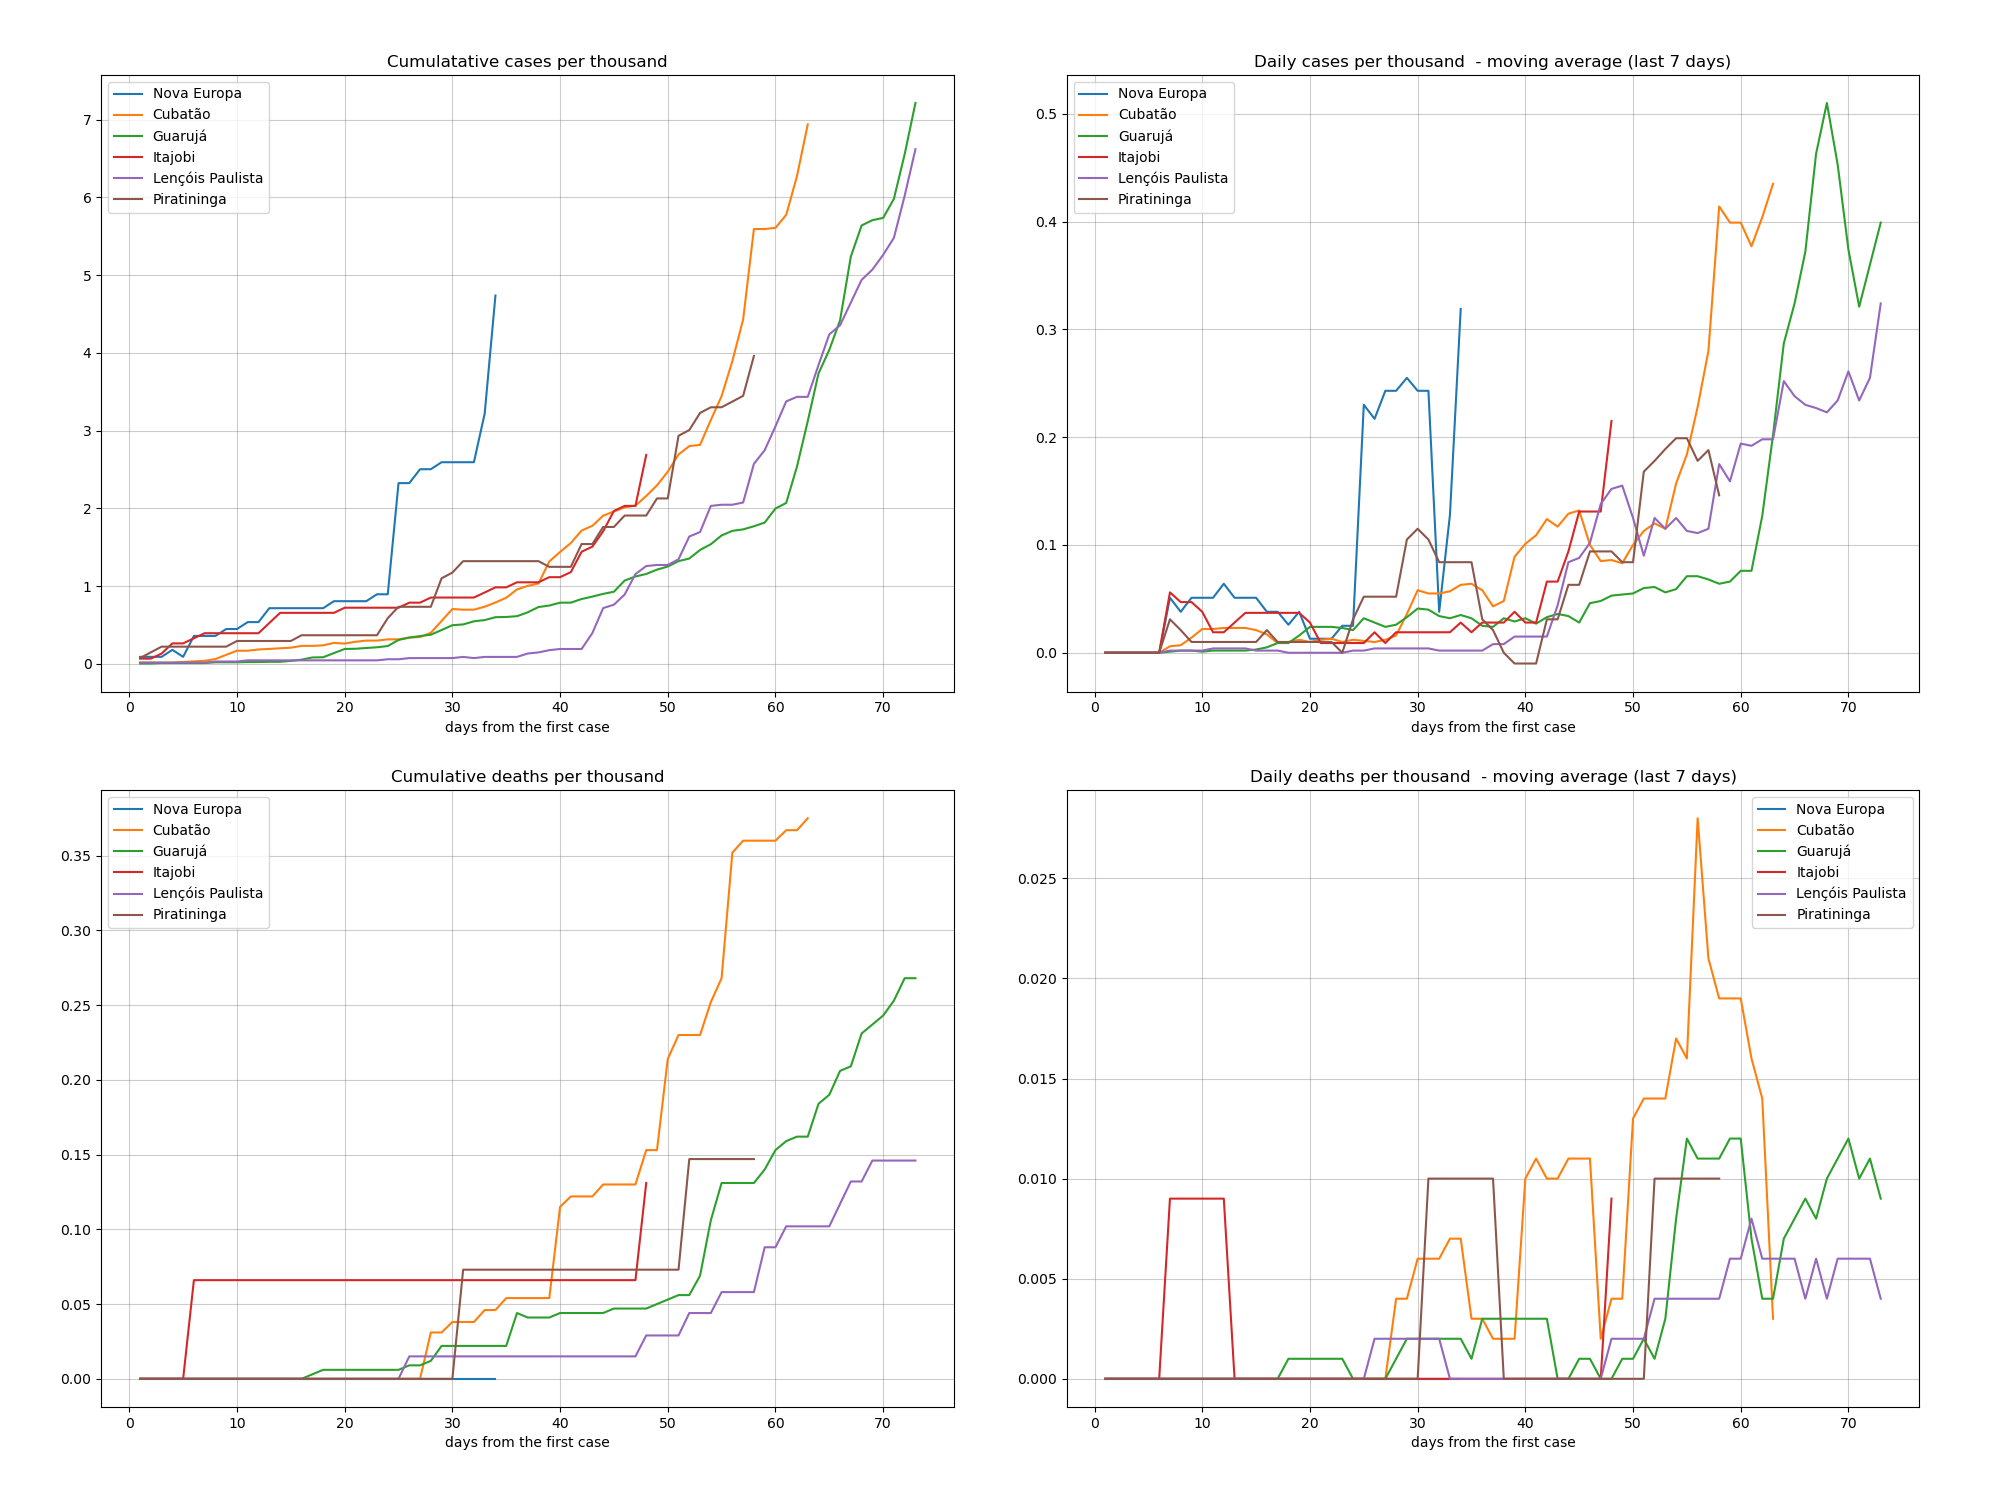 Cumulatative cases per thousand
Nova Europa
Cubatão
Guarujá
Itajobi
Lençóis Paulista
Piratininga
7
6
5
4
3
2
1
0
0 10 20 30 40 50 60 70
days from the first case
Daily cases per thousand  - moving average (last 7 days)
Nova Europa
Cubatão
Guarujá
Itajobi
Lençóis Paulista
Piratininga
0.5
0.4
0.3
0.2
0.1
0.0
0 10 20 30 40 50 60 70
days from the first case
Cumulative deaths per thousand
Nova Europa
Cubatão
Guarujá
Itajobi
Lençóis Paulista
Piratininga
0.35
0.30
0.25
0.20
0.15
0.10
0.05
0.00
0 10 20 30 40 50 60 70
days from the first case
Daily deaths per thousand  - moving average (last 7 days)
Nova Europa
Cubatão
Guarujá
Itajobi
Lençóis Paulista
Piratininga
0.025
0.020
0.015
0.010
0.005
0.000
0 10 20 30 40 50 60 70
days from the first case